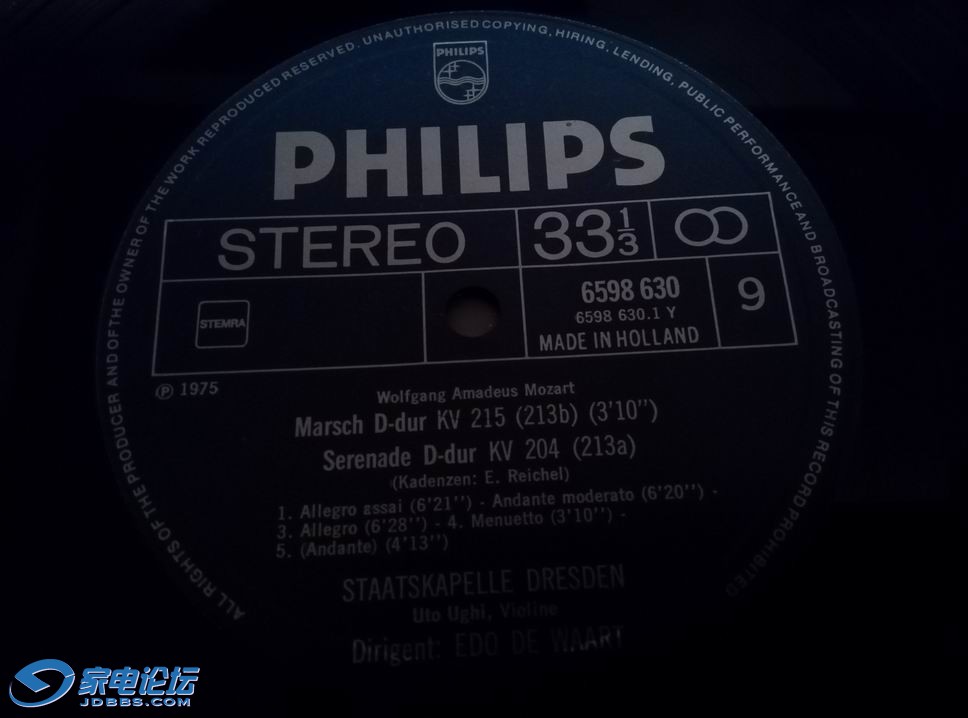 ALL RIGHTS OF THE PRODUCER AND OF THE OWNER OF THE WORK REPRODUCED RESERVED. UNAUTHORISED COPYING, HIRING, LENDING, PUBLIC PERFORMANCE AND BROADCASTING OF THIS RECORD PROHIBITED
PHILIPS
PHILIPS
STEREO 33 1/3
STEMRA
6598 630
6598 630.1 Y
MADE IN HOLLAND
9
℗ 1975
Wolfgang Amadeus Mozart
Marsch D-dur KV 215 (213b) (3'10'')
Serenade D-dur KV 204 (213a)
(Kadenzen: E. Reichel)
1. Allegro assai (6'21'') - Andante moderato (6'20'') -
3. Allegro (6'28'') - 4. Menuetto (3'10'') -
5. (Andante) (4'13'')
STAATSKAPELLE DRESDEN
Uto Ughi, Violine
Dirigent: EDO DE WAART
家电论坛
JDBBS.COM